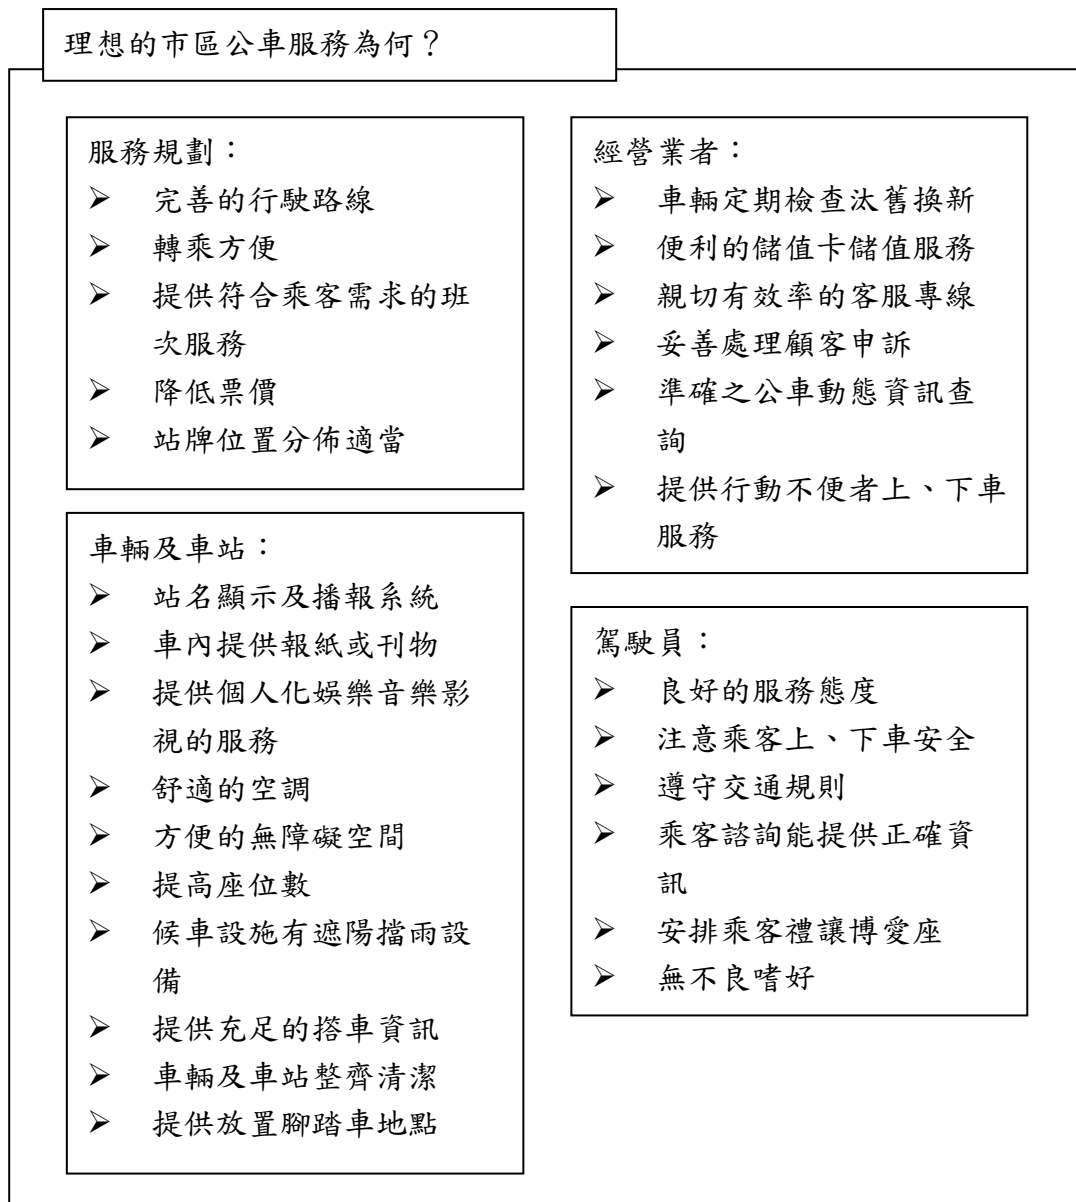 理想的市區公車服務為何？
服務規劃：
➢ 完善的行駛路線
➢ 轉乘方便
➢ 提供符合乘客需求的班
次服務
➢ 降低票價
➢ 站牌位置分佈適當
車輛及車站：
➢ 站名顯示及播報系統
➢ 車內提供報紙或刊物
➢ 提供個人化娛樂音樂影
視的服務
➢ 舒適的空調
➢ 方便的無障礙空間
➢ 提高座位數
➢ 候車設施有遮陽擋雨設
備
➢ 提供充足的搭車資訊
➢ 車輛及車站整齊清潔
➢ 提供放置腳踏車地點
經營業者：
➢ 車輛定期檢查汰舊換新
➢ 便利的儲值卡儲值服務
➢ 親切有效率的客服專線
➢ 妥善處理顧客申訴
➢ 準確之公車動態資訊查
詢
➢ 提供行動不便者上、下車
服務
駕駛員：
➢ 良好的服務態度
➢ 注意乘客上、下車安全
➢ 遵守交通規則
➢ 乘客諮詢能提供正確資
訊
➢ 安排乘客禮讓博愛座
➢ 無不良嗜好